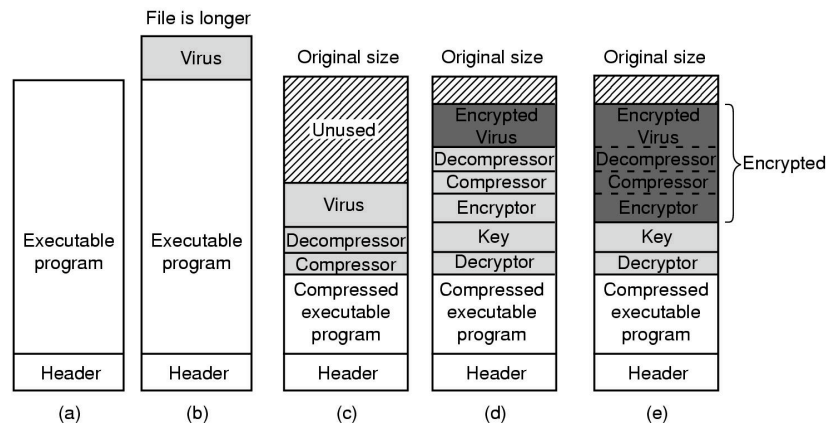 File is longer
Virus
Executable
program
Header
(a)
Executable
program
Header
(b)
Original size
Unused
Virus
Decompressor
Compressor
Compressed
executable
program
Header
(c)
Original size
Encrypted
Virus
Decompressor
Compressor
Encryptor
Key
Decryptor
Compressed
executable
program
Header
(d)
Original size
Encrypted
Virus
Decompressor
Compressor
Encryptor
Key
Decryptor
Compressed
executable
program
Header
(e)
Encrypted